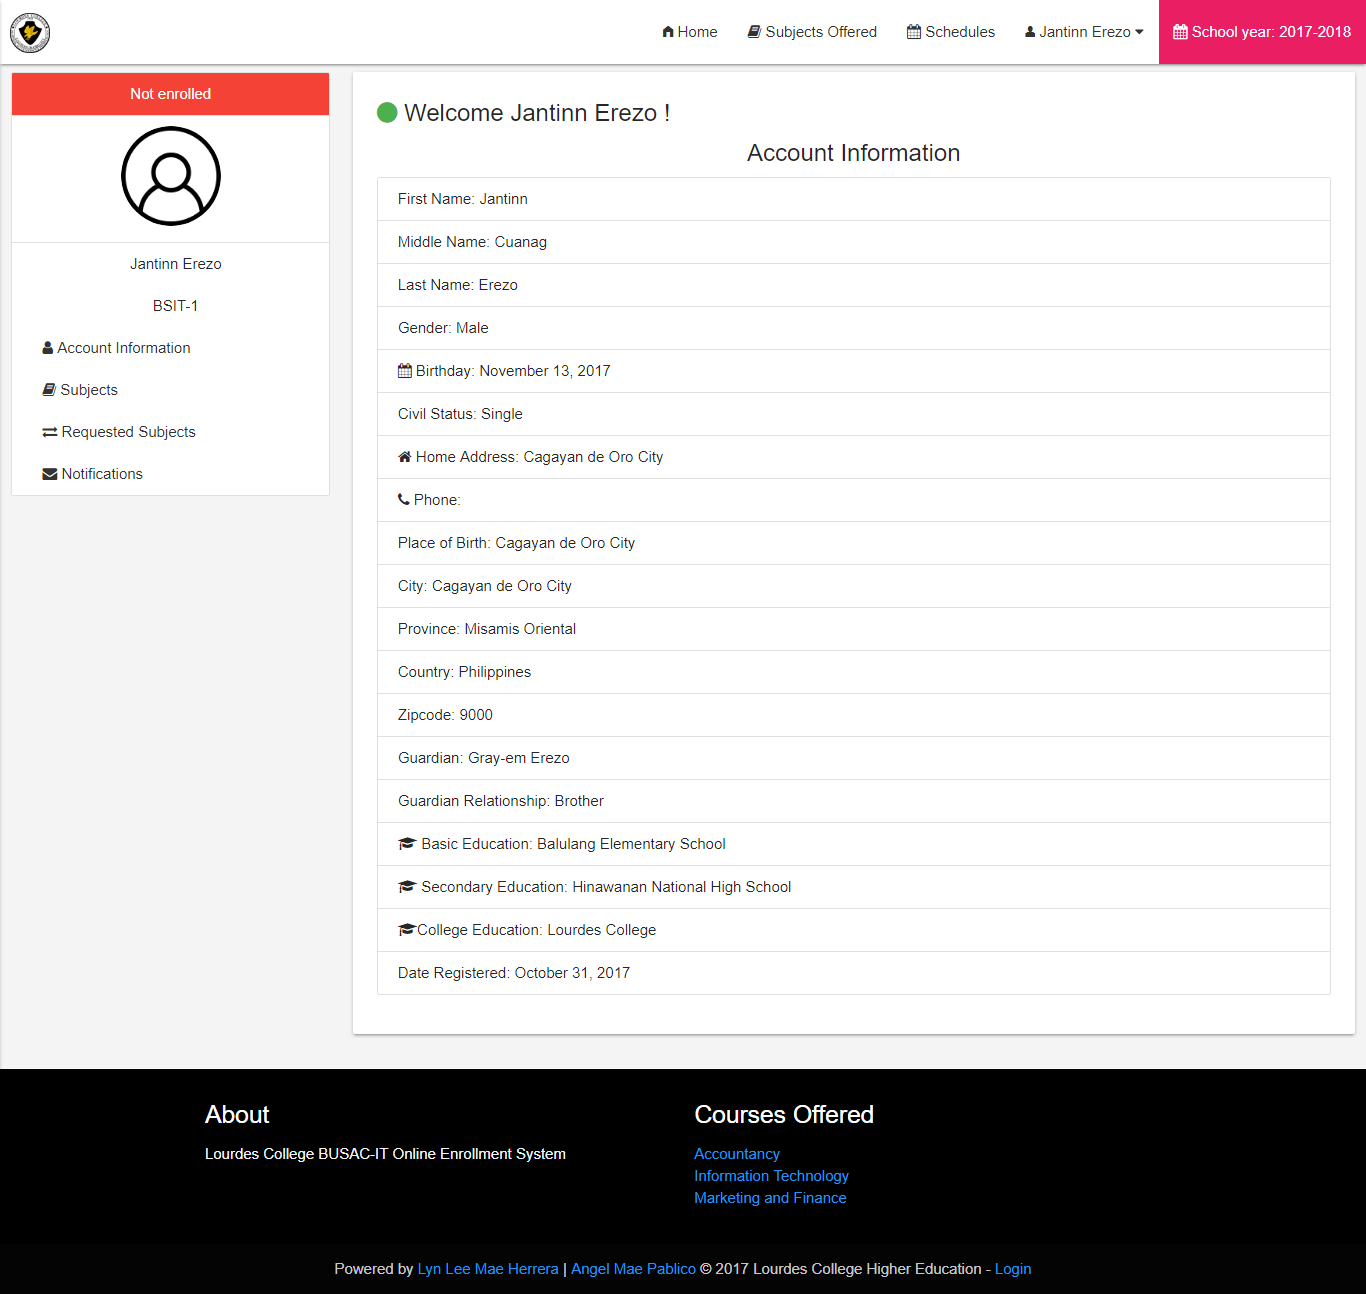 Home
Subjects Offered
Schedules
Jantinn Erezo
School year: 2017-2018
Not enrolled
Jantinn Erezo
BSIT-1
Account Information
Subjects
Requested Subjects
Notifications
Welcome Jantinn Erezo !
Account Information
First Name: Jantinn
Middle Name: Cuanag
Last Name: Erezo
Gender: Male
Birthday: November 13, 2017
Civil Status: Single
Home Address: Cagayan de Oro City
Phone:
Place of Birth: Cagayan de Oro City
City: Cagayan de Oro City
Province: Misamis Oriental
Country: Philippines
Zipcode: 9000
Guardian: Gray-em Erezo
Guardian Relationship: Brother
Basic Education: Balulang Elementary School
Secondary Education: Hinawanan National High School
College Education: Lourdes College
Date Registered: October 31, 2017
About
Lourdes College BUSAC-IT Online Enrollment System
Courses Offered
Accountancy
Information Technology
Marketing and Finance
Powered by Lyn Lee Mae Herrera | Angel Mae Pablico © 2017 Lourdes College Higher Education - Login